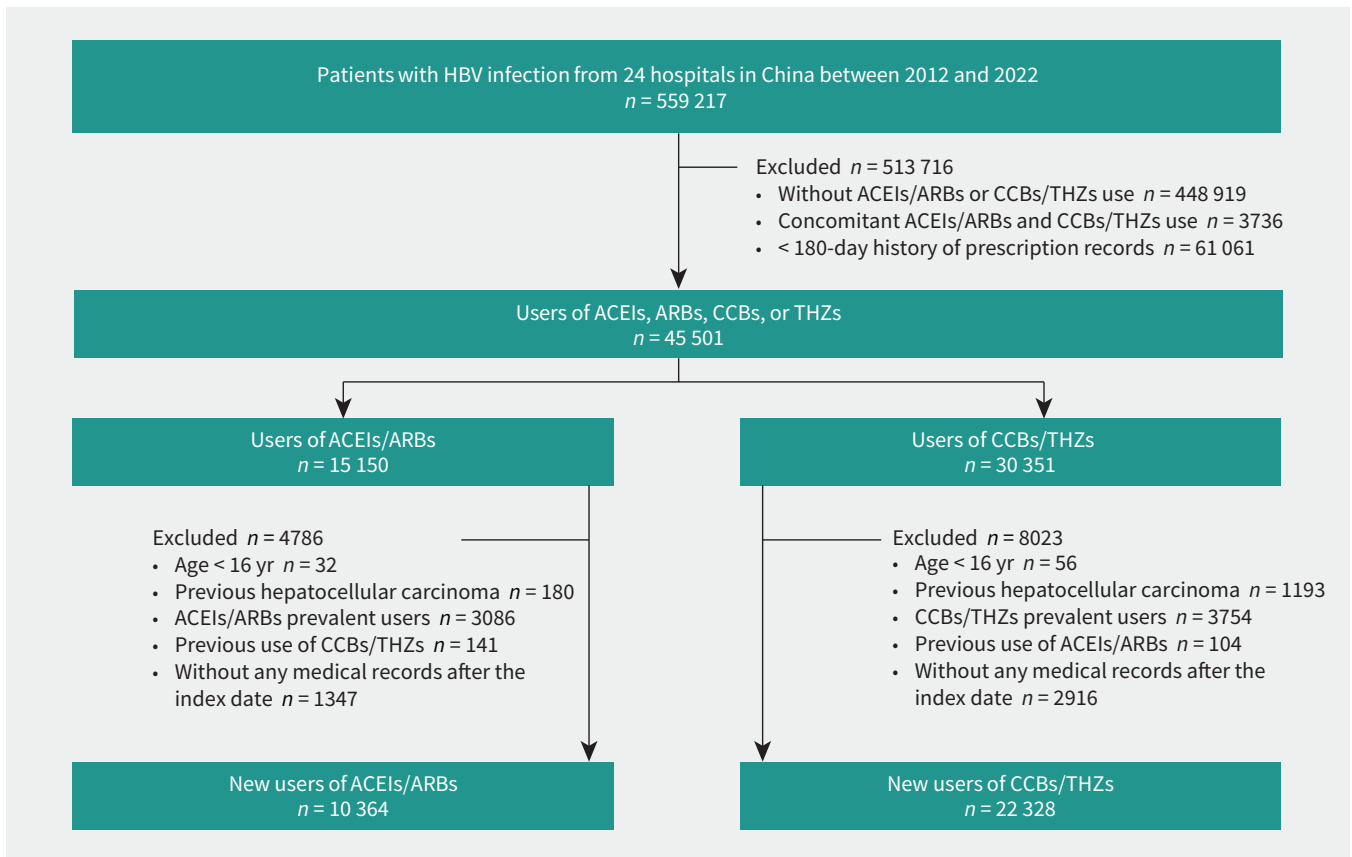 Patients with HBV infection from 24 hospitals in China between 2012 and 2022
n = 559 217
Excluded n = 513 716
• Without ACEIs/ARBs or CCBs/THZs use n = 448 919
• Concomitant ACEIs/ARBs and CCBs/THZs use n = 3736
• < 180-day history of prescription records n = 61 061
Users of ACEIs, ARBs, CCBs, or THZs
n = 45 501
Users of ACEIs/ARBs
n = 15 150
Users of CCBs/THZs
n = 30 351
Excluded n = 4786
• Age < 16 yr n = 32
• Previous hepatocellular carcinoma n = 180
• ACEIs/ARBs prevalent users n = 3086
• Previous use of CCBs/THZs n = 141
• Without any medical records after the
index date n = 1347
Excluded n = 8023
• Age < 16 yr n = 56
• Previous hepatocellular carcinoma n = 1193
• CCBs/THZs prevalent users n = 3754
• Previous use of ACEIs/ARBs n = 104
• Without any medical records after the
index date n = 2916
New users of ACEIs/ARBs
n = 10 364
New users of CCBs/THZs
n = 22 328